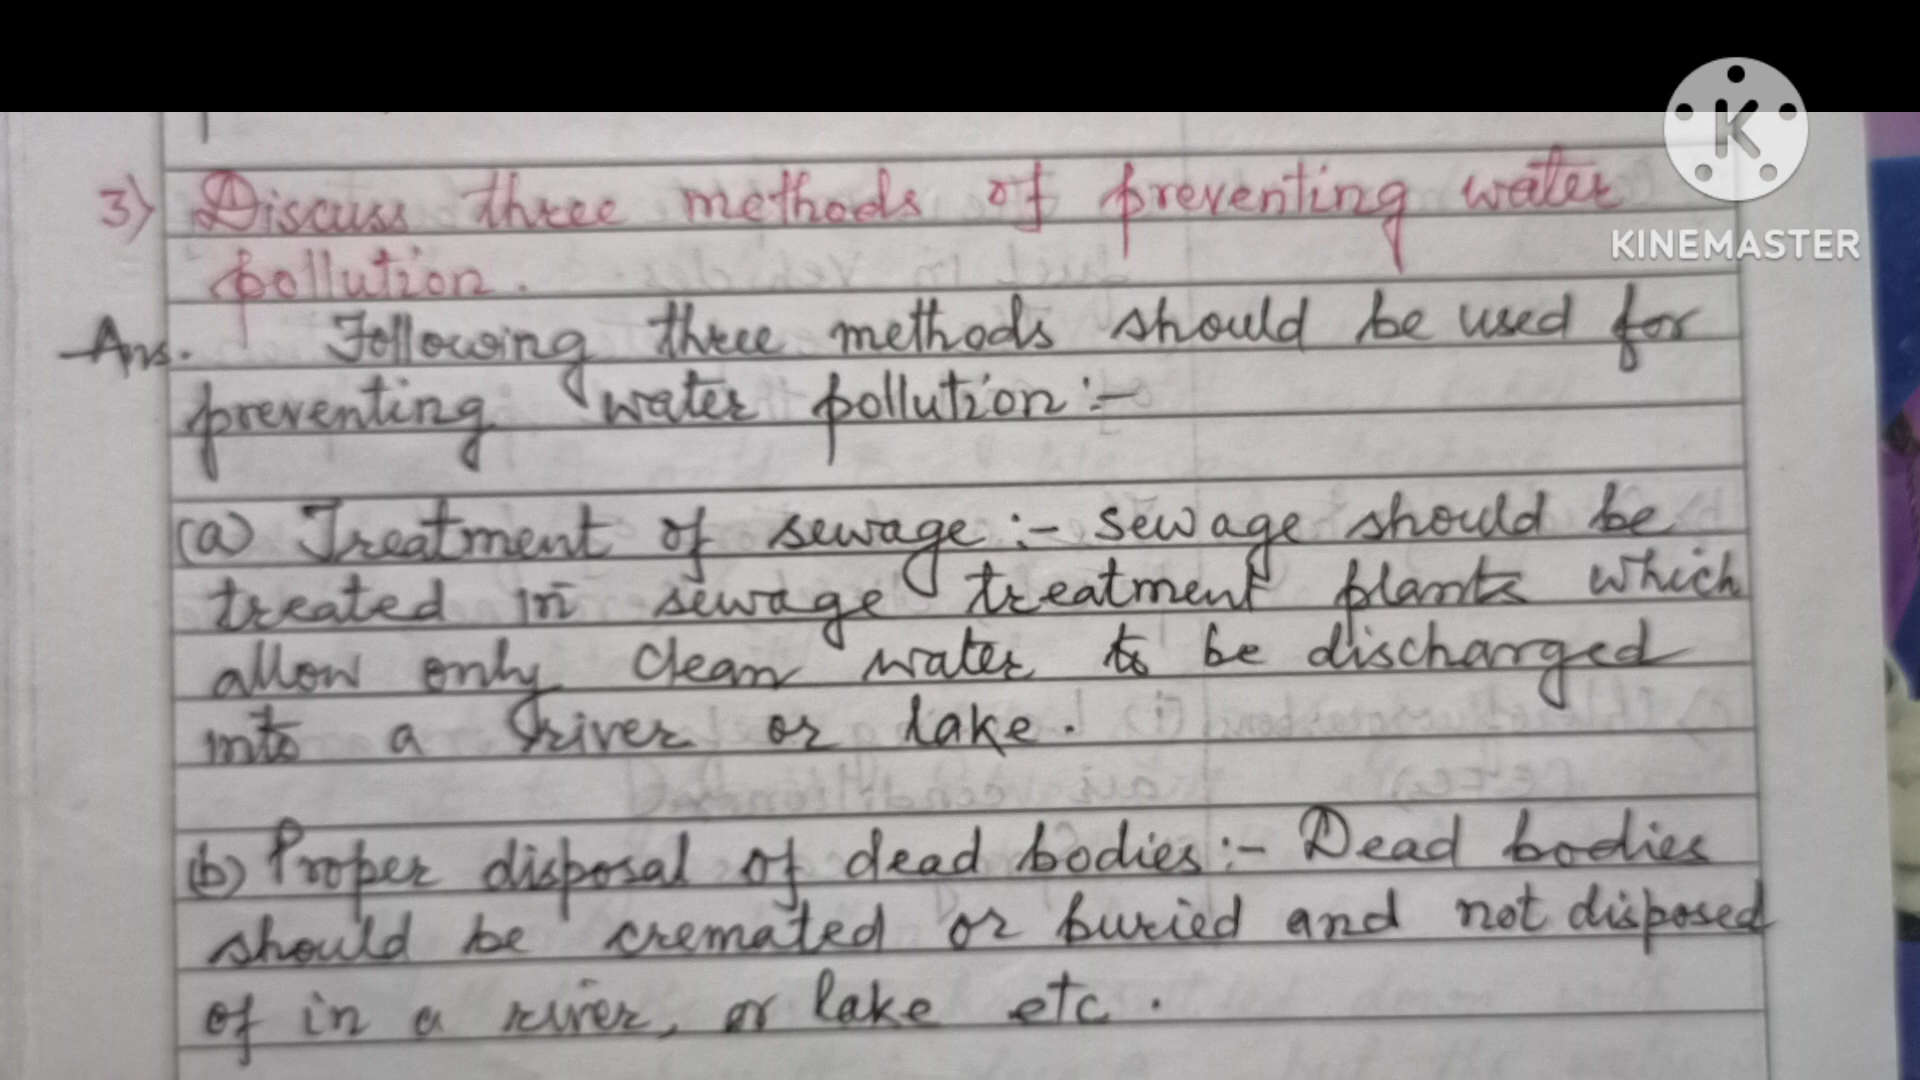 K
KINEMASTER
3) Discuss three methods of preventing water
pollution.
Ans. Following three methods should be used for
preventing water pollution :-
(a) Treatment of sewage :- sewage should be
treated in sewage treatment plants which
allow only clean water to be discharged
into a river or lake.
(b) Proper disposal of dead bodies :- Dead bodies
should be cremated or buried and not disposed
of in a river, or lake etc.